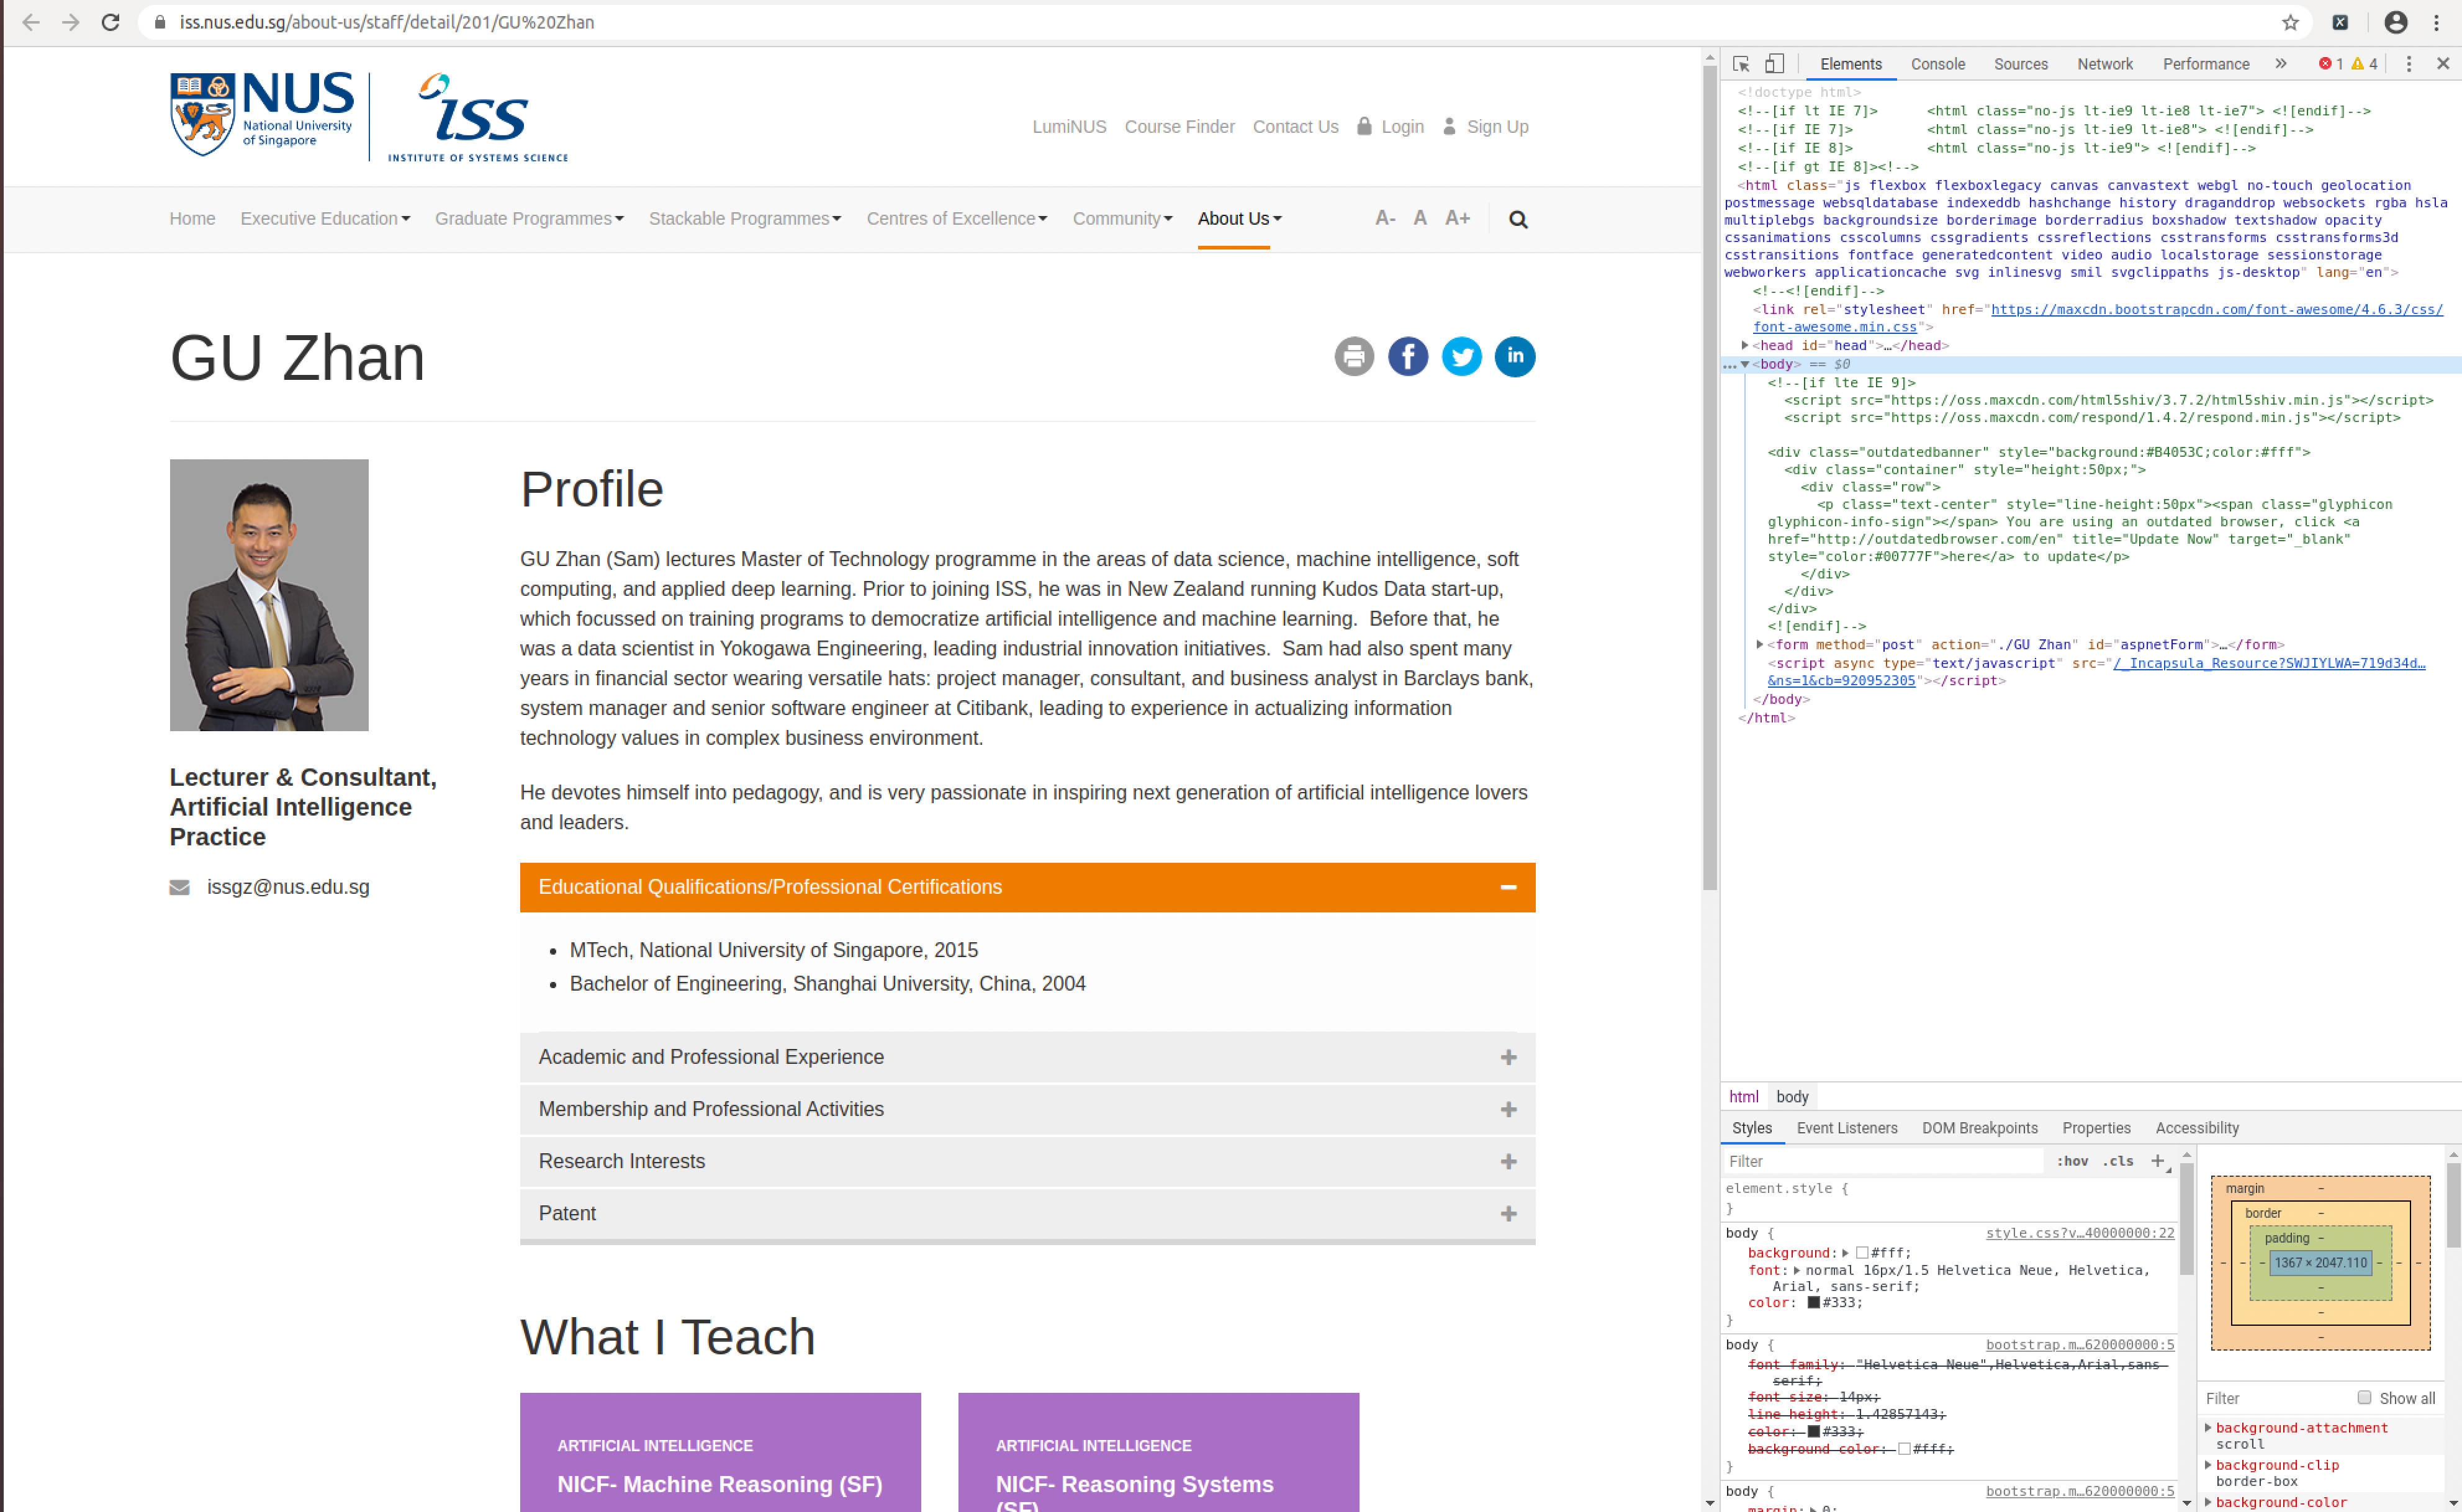 iss.nus.edu.sg/about-us/staff/detail/201/GU%20Zhan
NUS
National University
of Singapore
iss
INSTITUTE OF SYSTEMS SCIENCE
LumiNUS Course Finder Contact Us Login Sign Up
Home Executive Education Graduate Programmes Stackable Programmes Centres of Excellence Community About Us A- A A+
GU Zhan
Profile
GU Zhan (Sam) lectures Master of Technology programme in the areas of data science, machine intelligence, soft
computing, and applied deep learning. Prior to joining ISS, he was in New Zealand running Kudos Data start-up,
which focussed on training programs to democratize artificial intelligence and machine learning.  Before that, he
was a data scientist in Yokogawa Engineering, leading industrial innovation initiatives.  Sam had also spent many
years in financial sector wearing versatile hats: project manager, consultant, and business analyst in Barclays bank,
system manager and senior software engineer at Citibank, leading to experience in actualizing information
technology values in complex business environment.
He devotes himself into pedagogy, and is very passionate in inspiring next generation of artificial intelligence lovers
and leaders.
Lecturer & Consultant,
Artificial Intelligence
Practice
issgz@nus.edu.sg
Educational Qualifications/Professional Certifications
• MTech, National University of Singapore, 2015
• Bachelor of Engineering, Shanghai University, China, 2004
Academic and Professional Experience
Membership and Professional Activities
Research Interests
Patent
What I Teach
ARTIFICIAL INTELLIGENCE
NICF- Machine Reasoning (SF)
ARTIFICIAL INTELLIGENCE
NICF- Reasoning Systems
(SF)
Elements Console Sources Network Performance » 1 4
<!doctype html>
<!--[if lt IE 7]>      <html class="no-js lt-ie9 lt-ie8 lt-ie7"> <![endif]-->
<!--[if IE 7]>         <html class="no-js lt-ie9 lt-ie8"> <![endif]-->
<!--[if IE 8]>         <html class="no-js lt-ie9"> <![endif]-->
<!--[if gt IE 8]><!-->
<html class="js flexbox flexboxlegacy canvas canvastext webgl no-touch geolocation
postmessage websqldatabase indexeddb hashchange history draganddrop websockets rgba hsla
multiplebgs backgroundsize borderimage borderradius boxshadow textshadow opacity
cssanimations csscolumns cssgradients cssreflections csstransforms csstransforms3d
csstransitions fontface generatedcontent video audio localstorage sessionstorage
webworkers applicationcache svg inlinesvg smil svgclippaths js-desktop" lang="en">
<!--<![endif]-->
<link rel="stylesheet" href="https://maxcdn.bootstrapcdn.com/font-awesome/4.6.3/css/
font-awesome.min.css">
<head id="head">…</head>
<body> == $0
<!--[if lte IE 9]>
<script src="https://oss.maxcdn.com/html5shiv/3.7.2/html5shiv.min.js"></script>
<script src="https://oss.maxcdn.com/respond/1.4.2/respond.min.js"></script>
<div class="outdatedbanner" style="background:#B4053C;color:#fff">
<div class="container" style="height:50px;">
<div class="row">
<p class="text-center" style="line-height:50px"><span class="glyphicon
glyphicon-info-sign"></span> You are using an outdated browser, click <a
href="http://outdatedbrowser.com/en" title="Update Now" target="_blank"
style="color:#00777F">here</a> to update</p>
</div>
</div>
</div>
<![endif]-->
<form method="post" action="./GU Zhan" id="aspnetForm">…</form>
<script async type="text/javascript" src="/_Incapsula_Resource?SWJIYLWA=719d34d…
&ns=1&cb=920952305"></script>
</body>
</html>
html body
Styles Event Listeners DOM Breakpoints Properties Accessibility
Filter :hov .cls +
element.style {
}
body { style.css?v…40000000:22
background: #fff;
font: normal 16px/1.5 Helvetica Neue, Helvetica,
Arial, sans-serif;
color: #333;
}
body { bootstrap.m…620000000:5
font-family: "Helvetica Neue",Helvetica,Arial,sans-
serif;
font-size: 14px;
line-height: 1.42857143;
color: #333;
background-color: #fff;
}
body { bootstrap.m…620000000:5
margin: 0;
margin -
border -
padding -
1367 × 2047.110
Filter Show all
background-attachment
scroll
background-clip
border-box
background-color